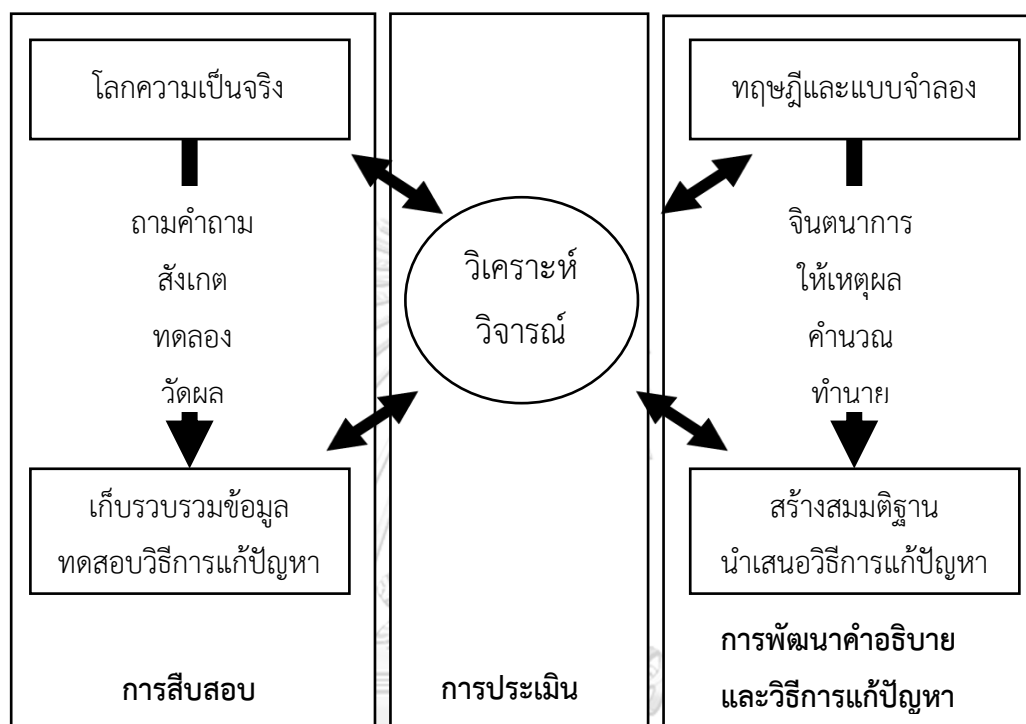 โลกความเป็นจริง
ถามคำถาม
สังเกต
ทดลอง
วัดผล
เก็บรวบรวมข้อมูล
ทดสอบวิธีการแก้ปัญหา
การสืบสอบ
วิเคราะห์
วิจารณ์
การประเมิน
ทฤษฎีและแบบจำลอง
จินตนาการ
ให้เหตุผล
คำนวณ
ทำนาย
สร้างสมมติฐาน
นำเสนอวิธีการแก้ปัญหา
การพัฒนาคำอธิบาย
และวิธีการแก้ปัญหา